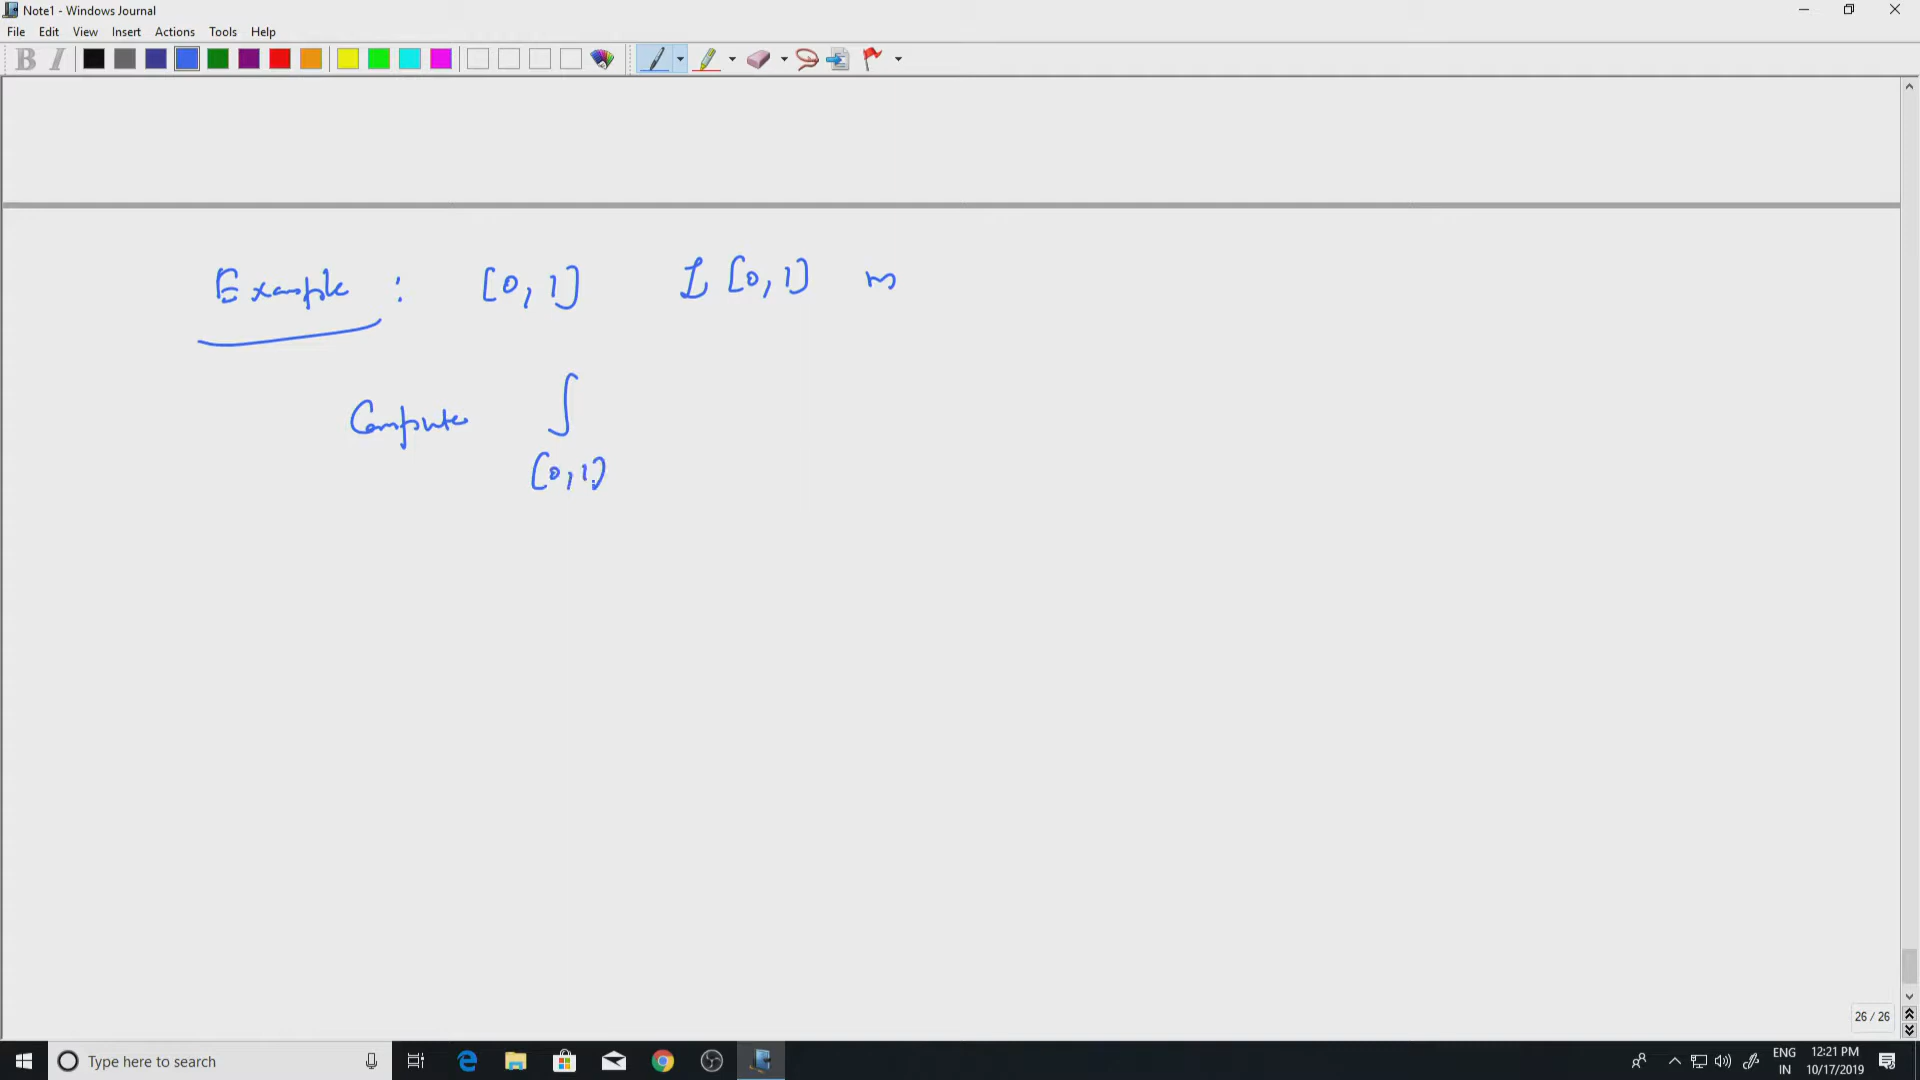 Note1 - Windows Journal
File Edit View Insert Actions Tools Help
B I
Example : [0, 1] L [0, 1] m
Compute ∫
[0, 1]
26 / 26
Type here to search
ENG
IN
12:21 PM
10/17/2019